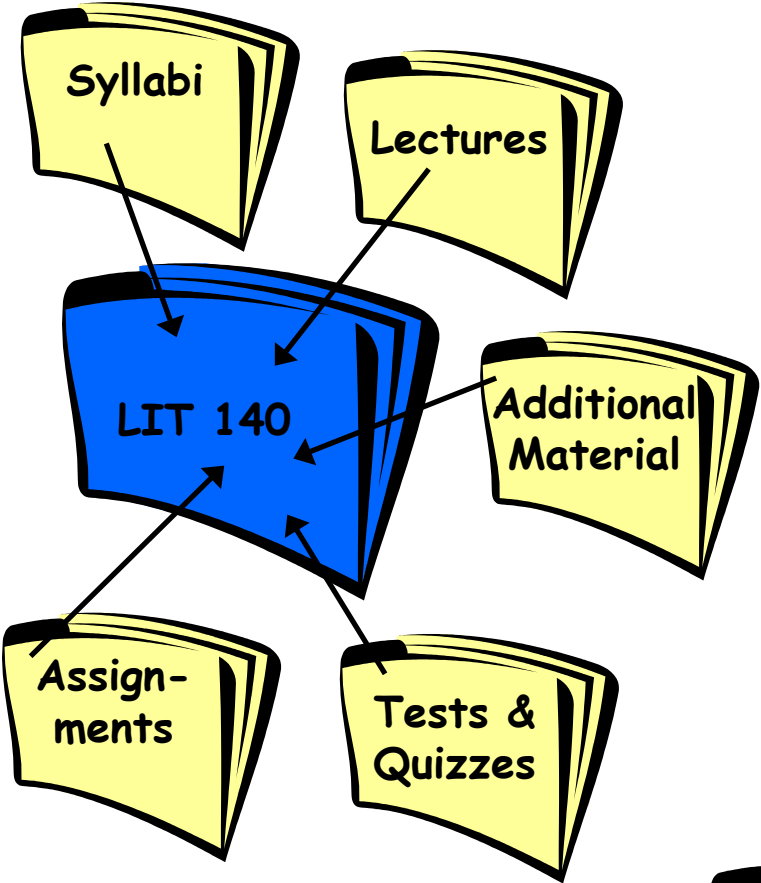 Syllabi
Lectures
LIT 140
Additional
Material
Assign-
ments
Tests &
Quizzes